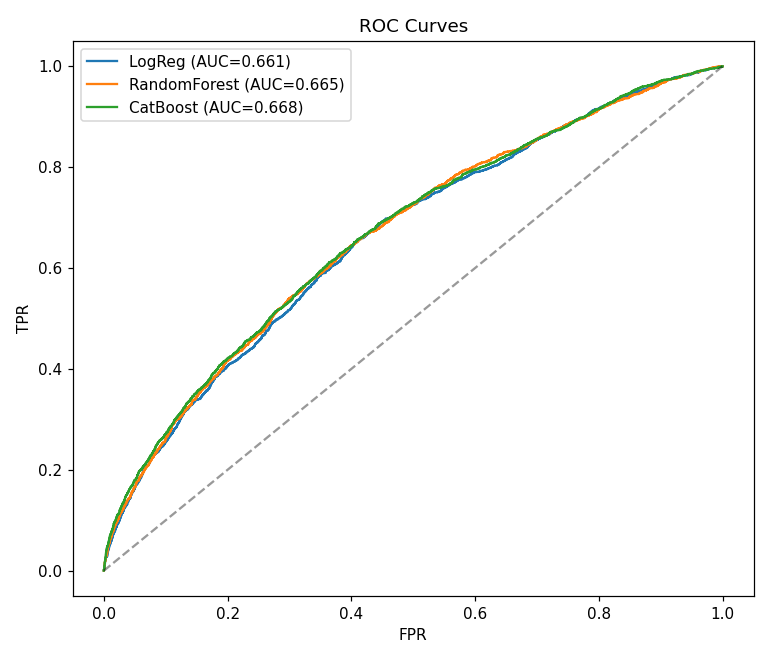 ROC Curves
LogReg (AUC=0.661)
RandomForest (AUC=0.665)
CatBoost (AUC=0.668)
1.0
0.8
0.6
0.4
0.2
0.0
TPR
0.0 0.2 0.4 0.6 0.8 1.0
FPR